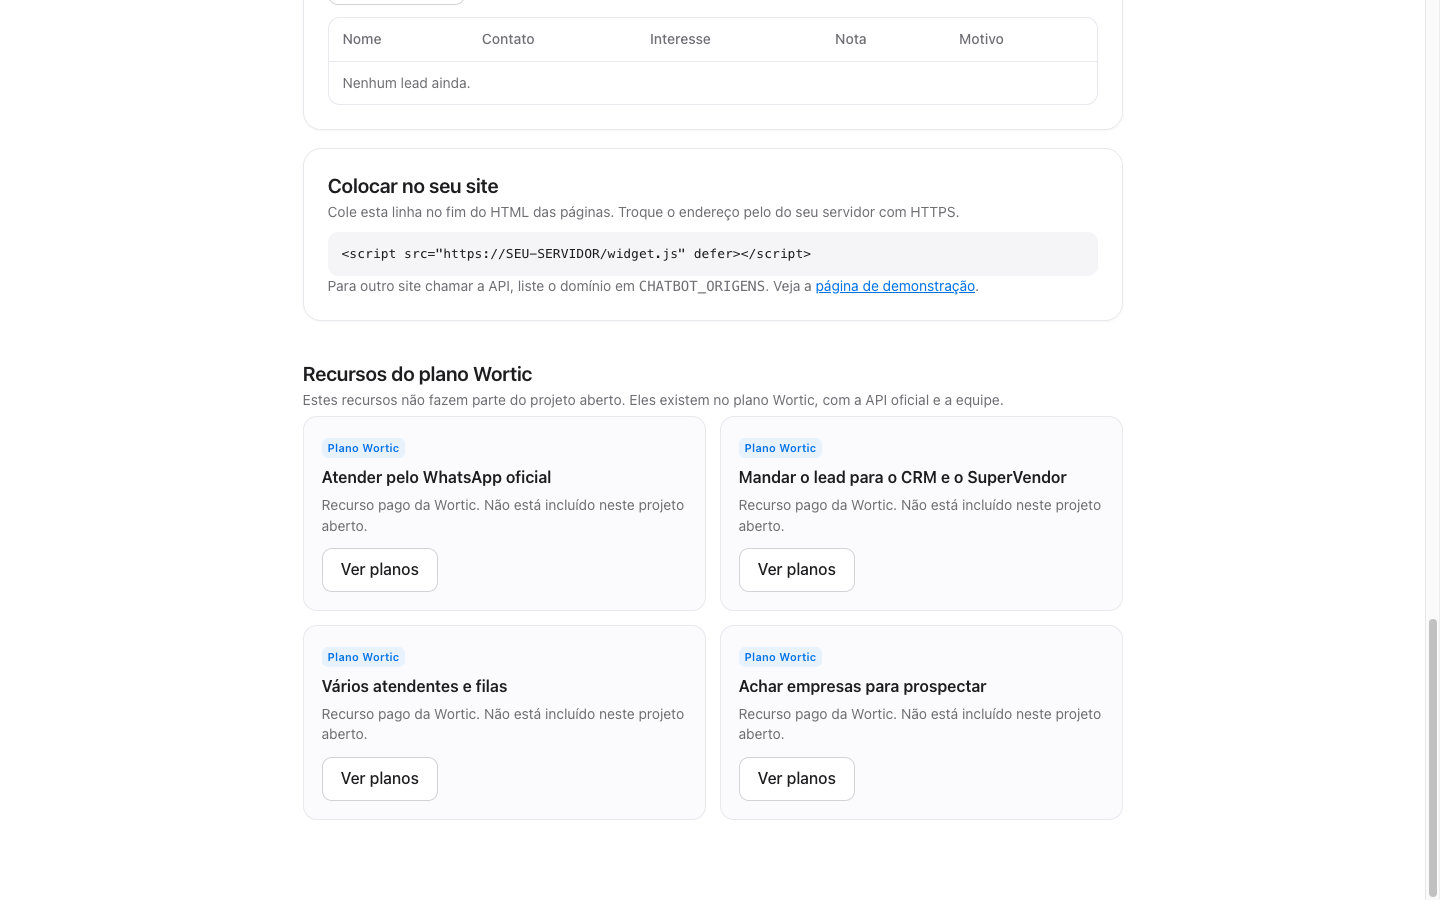 Nome Contato Interesse Nota Motivo
Nenhum lead ainda.
Colocar no seu site
Cole esta linha no fim do HTML das páginas. Troque o endereço pelo do seu servidor com HTTPS.
<script src="https://SEU-SERVIDOR/widget.js" defer></script>
Para outro site chamar a API, liste o domínio em CHATBOT_ORIGENS. Veja a página de demonstração.
Recursos do plano Wortic
Estes recursos não fazem parte do projeto aberto. Eles existem no plano Wortic, com a API oficial e a equipe.
Plano Wortic
Atender pelo WhatsApp oficial
Recurso pago da Wortic. Não está incluído neste projeto
aberto.
Ver planos
Plano Wortic
Mandar o lead para o CRM e o SuperVendor
Recurso pago da Wortic. Não está incluído neste projeto
aberto.
Ver planos
Plano Wortic
Vários atendentes e filas
Recurso pago da Wortic. Não está incluído neste projeto
aberto.
Ver planos
Plano Wortic
Achar empresas para prospectar
Recurso pago da Wortic. Não está incluído neste projeto
aberto.
Ver planos